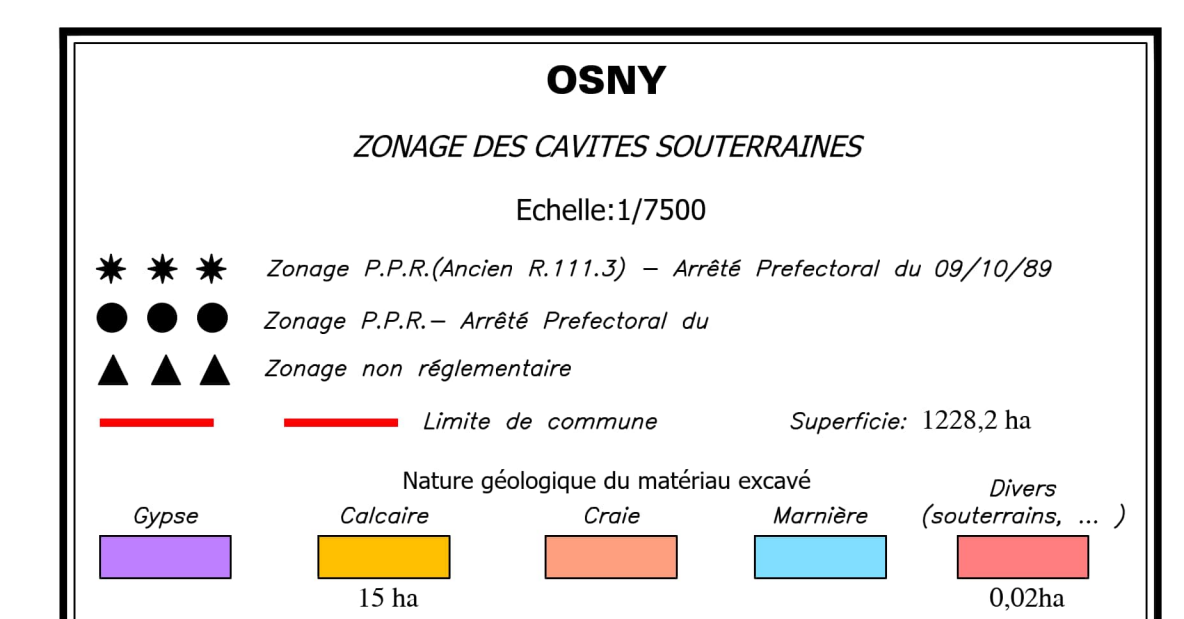 OSNY
ZONAGE DES CAVITES SOUTERRAINES
Echelle:1/7500
Zonage P.P.R.(Ancien R.111.3) – Arrêté Prefectoral du 09/10/89
Zonage P.P.R.– Arrêté Prefectoral du
Zonage non réglementaire
Limite de commune Superficie: 1228,2 ha
Nature géologique du matériau excavé
Gypse Calcaire Craie Marnière Divers (souterrains, ... )
15 ha 0,02ha